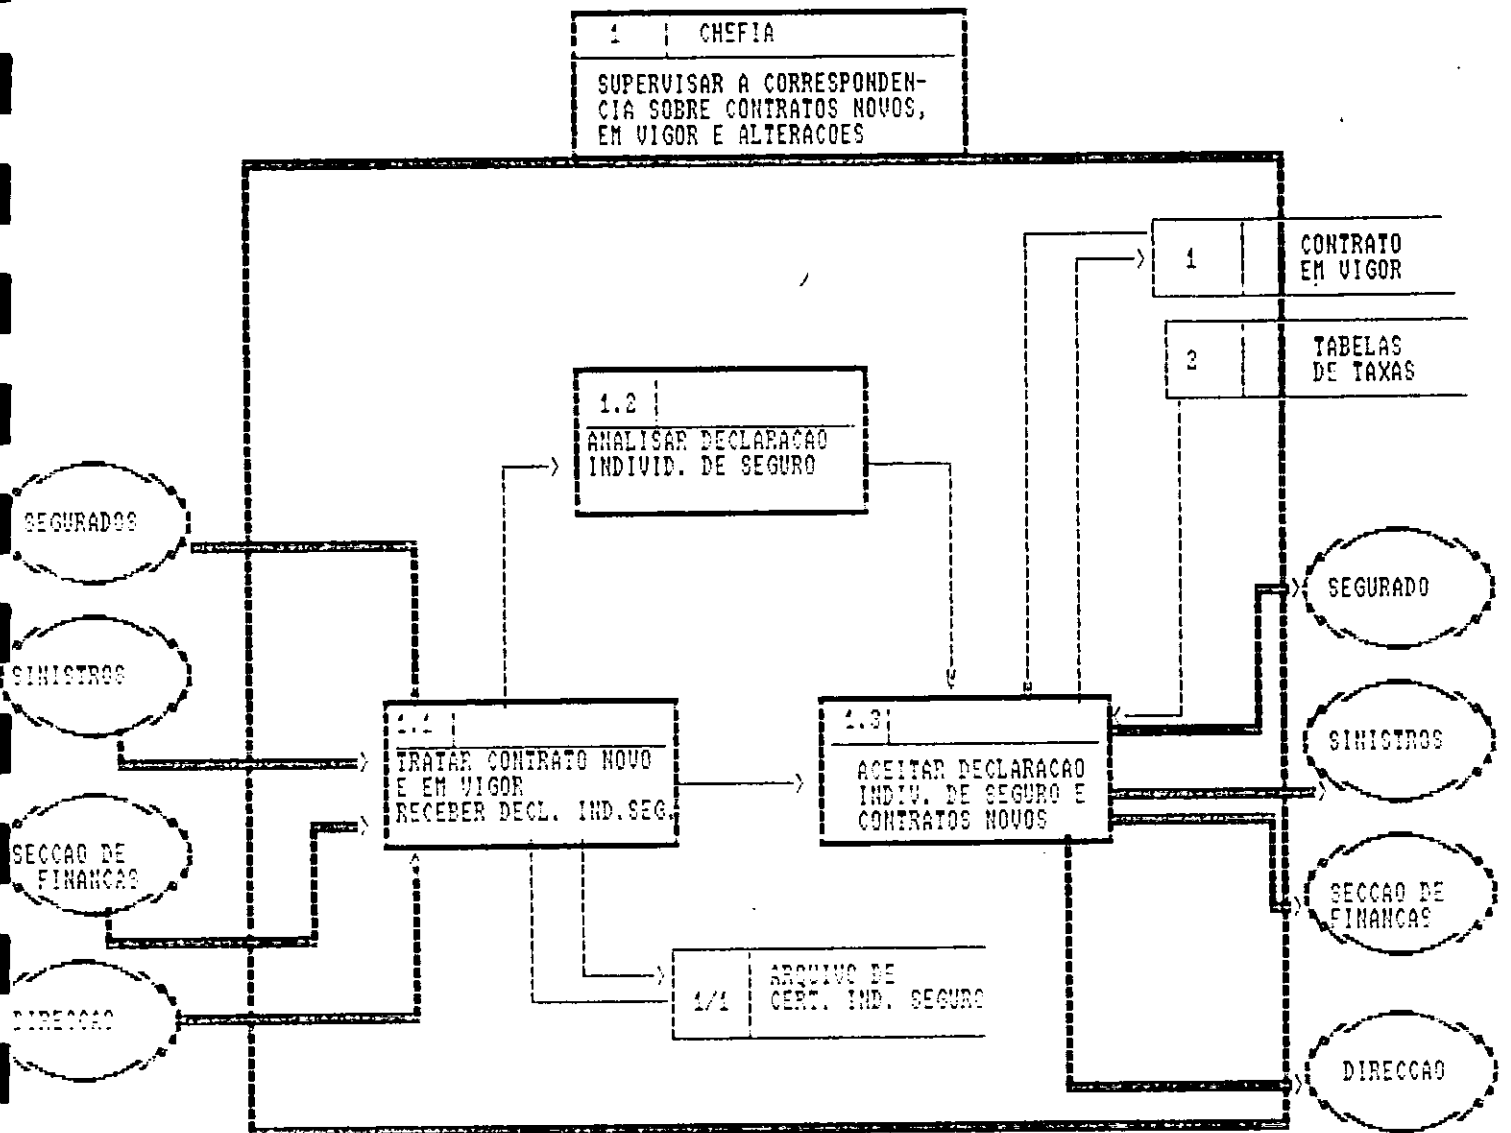 1 CHEFIA
SUPERVISAR A CORRESPONDEN-
CIA SOBRE CONTRATOS NOVOS,
EM VIGOR E ALTERACOES
1 CONTRATO
EM VIGOR
2 TABELAS
DE TAXAS
1.2
ANALISAR DECLARACAO
INDIVID. DE SEGURO
SEGURADOS
SINISTROS
SECCAO DE
FINANCAS
DIRECCAO
1.1
TRATAR CONTRATO NOVO
E EM VIGOR
RECEBER DECL. IND.SEG.
1.3
ACEITAR DECLARACAO
INDIV. DE SEGURO E
CONTRATOS NOVOS
1/1 ARQUIVO DE
CERT. IND. SEGURO
SEGURADO
SINISTROS
SECCAO DE
FINANCAS
DIRECCAO